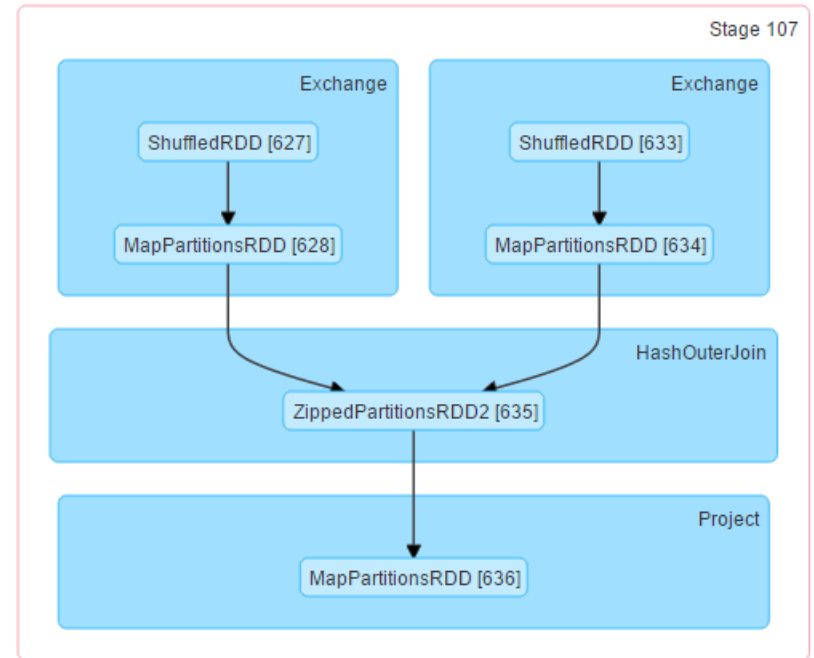 Stage 107
Exchange
Exchange
ShuffledRDD [627]
ShuffledRDD [633]
MapPartitionsRDD [628]
MapPartitionsRDD [634]
HashOuterJoin
ZippedPartitionsRDD2 [635]
Project
MapPartitionsRDD [636]